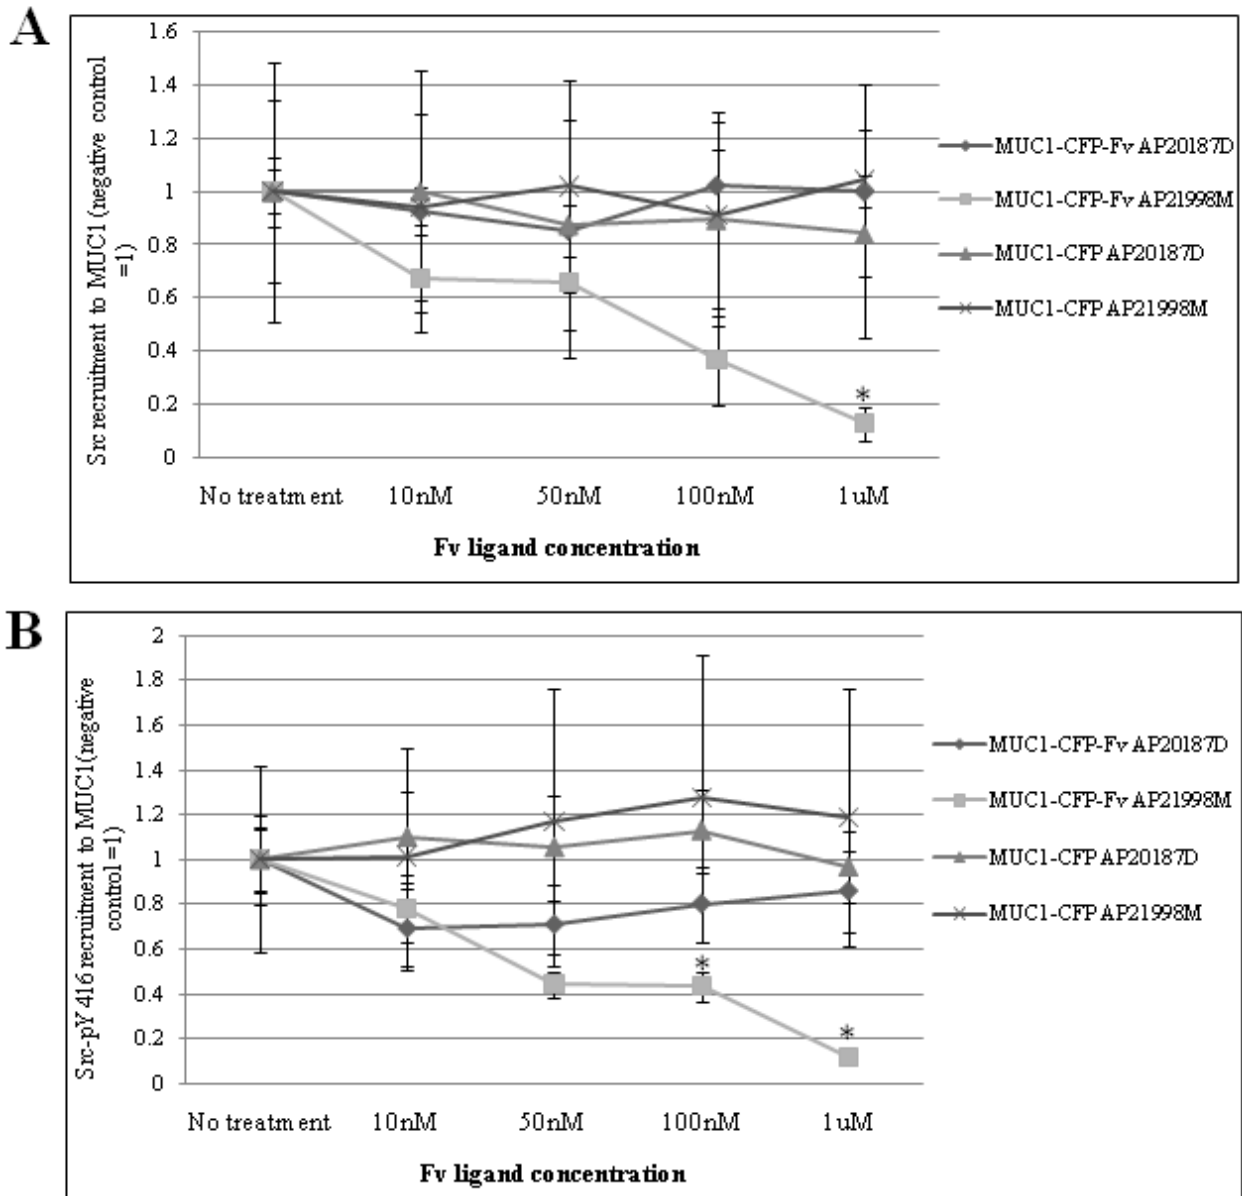 A
Src recruitment to MUC1 (negative control
=1)
1.6
1.4
1.2
1
0.8
0.6
0.4
0.2
0
*
No treatment 10nM 50nM 100nM 1uM
Fv ligand concentration
MUC1-CFP-Fv AP20187D
MUC1-CFP-Fv AP21998M
MUC1-CFP AP20187D
MUC1-CFP AP21998M
B
Src-pY416 recruitment to MUC1(negative
control =1)
2
1.8
1.6
1.4
1.2
1
0.8
0.6
0.4
0.2
0
*
*
No treatment 10nM 50nM 100nM 1uM
Fv ligand concentration
MUC1-CFP-Fv AP20187D
MUC1-CFP-Fv AP21998M
MUC1-CFP AP20187D
MUC1-CFP AP21998M